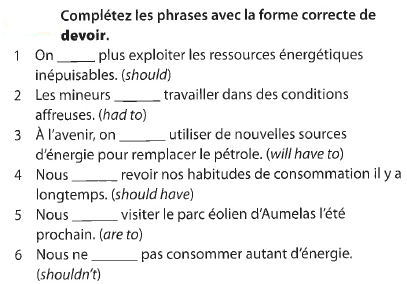 Complétez les phrases avec la forme correcte de
devoir.
1 On _____ plus exploiter les ressources énergétiques
inépuisables. (should)
2 Les mineurs ______ travailler dans des conditions
affreuses. (had to)
3 À l'avenir, on ______ utiliser de nouvelles sources
d'énergie pour remplacer le pétrole. (will have to)
4 Nous ______ revoir nos habitudes de consommation il y a
longtemps. (should have)
5 Nous ______ visiter le parc éolien d'Aumelas l'été
prochain. (are to)
6 Nous ne ______ pas consommer autant d'énergie.
(shouldn't)